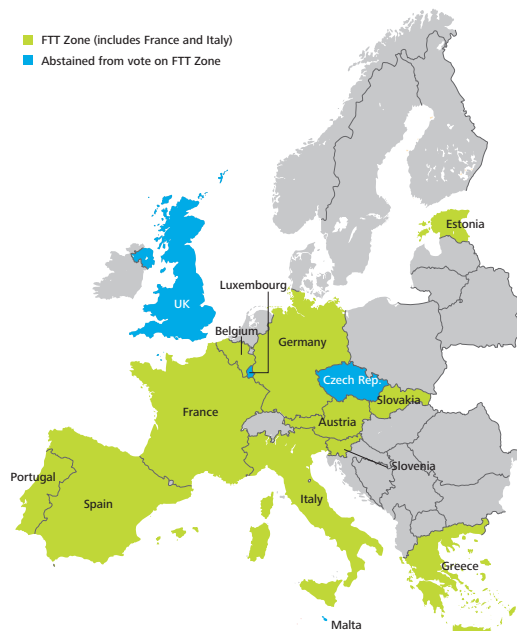 FTT Zone (includes France and Italy)
Abstained from vote on FTT Zone
Estonia
Luxembourg
UK
Belgium
Germany
Czech Rep.
Slovakia
France
Austria
Slovenia
Portugal
Spain
Italy
Greece
Malta